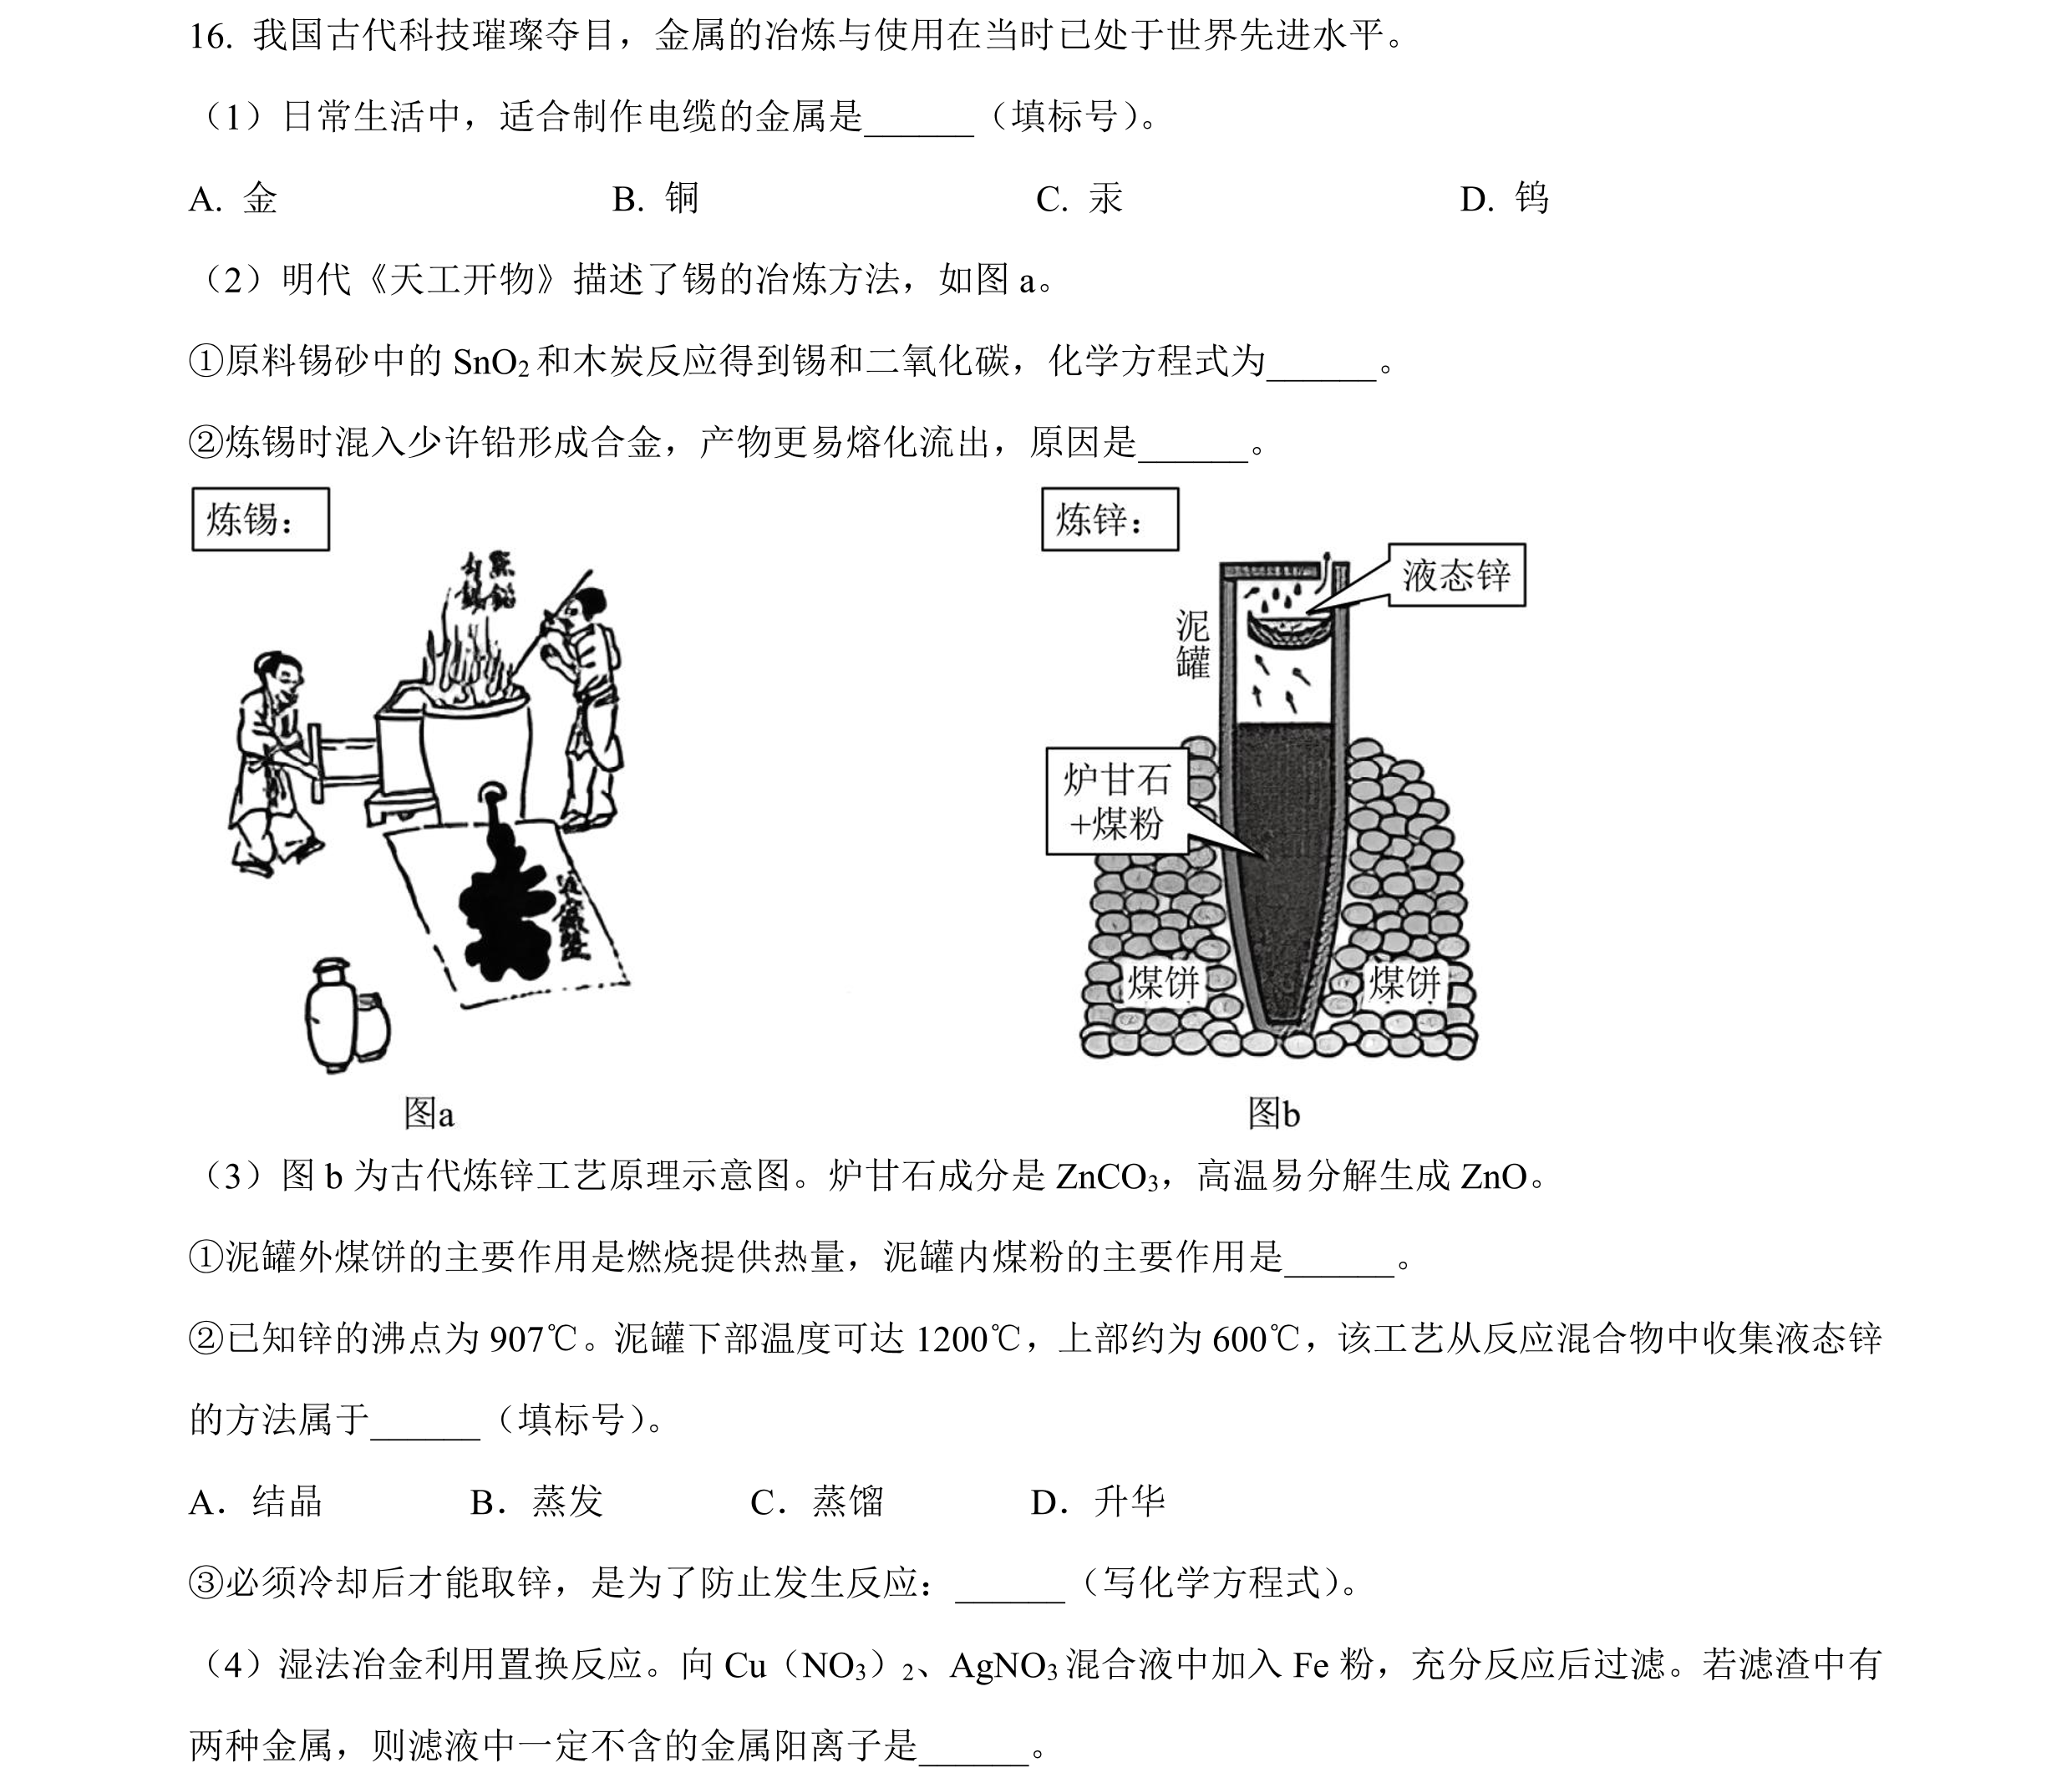 16. 我国古代科技璀璨夺目，金属的冶炼与使用在当时已处于世界先进水平。
（1）日常生活中，适合制作电缆的金属是______（填标号）。
A. 金 B. 铜 C. 汞 D. 钨
（2）明代《天工开物》描述了锡的冶炼方法，如图 a。
①原料锡砂中的 SnO₂和木炭反应得到锡和二氧化碳，化学方程式为______。
②炼锡时混入少许铅形成合金，产物更易熔化流出，原因是______。
炼锡：
炼锌：
液态锌
泥罐
炉甘石
+煤粉
煤饼 煤饼
图a 图b
（3）图 b 为古代炼锌工艺原理示意图。炉甘石成分是 ZnCO₃，高温易分解生成 ZnO。
①泥罐外煤饼的主要作用是燃烧提供热量，泥罐内煤粉的主要作用是______。
②已知锌的沸点为 907℃。泥罐下部温度可达 1200℃，上部约为 600℃，该工艺从反应混合物中收集液态锌
的方法属于______（填标号）。
A．结晶 B．蒸发 C．蒸馏 D．升华
③必须冷却后才能取锌，是为了防止发生反应：______（写化学方程式）。
（4）湿法冶金利用置换反应。向 Cu（NO₃）₂、AgNO₃混合液中加入 Fe 粉，充分反应后过滤。若滤渣中有
两种金属，则滤液中一定不含的金属阳离子是______。